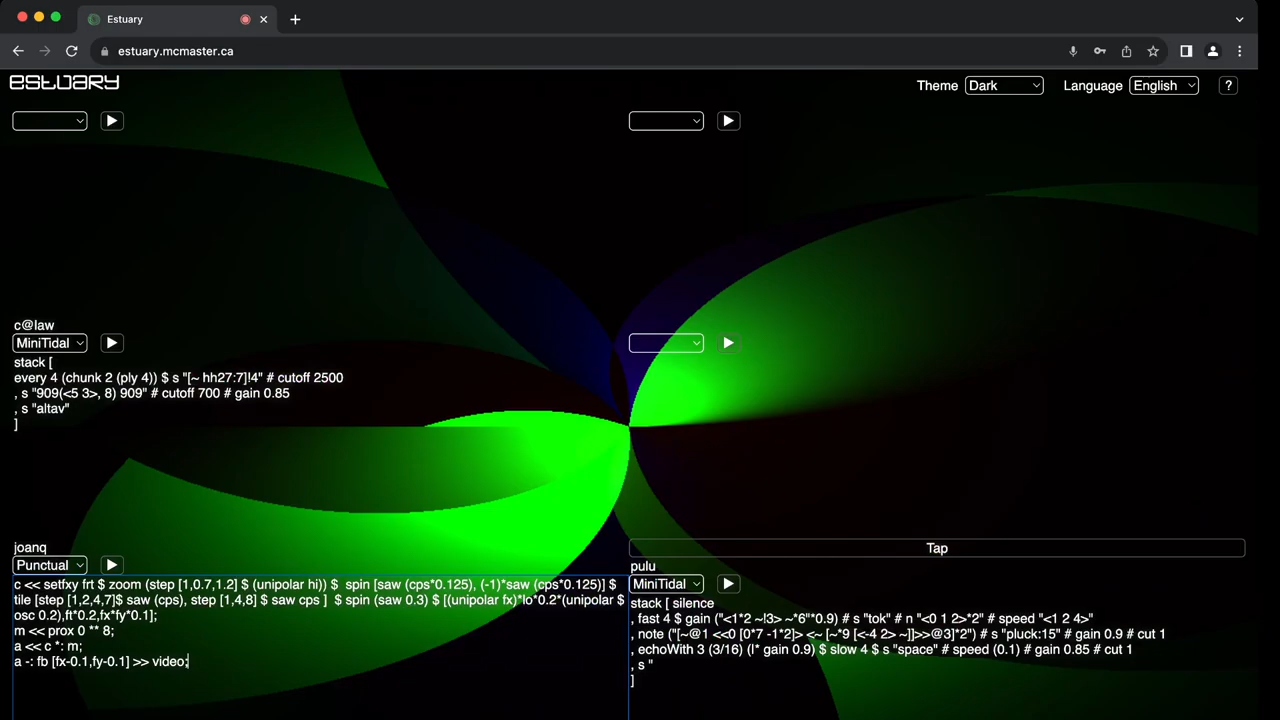 Estuary
estuary.mcmaster.ca
ESTUARY
Theme Dark Language English ?
c@law
MiniTidal
stack [
every 4 (chunk 2 (ply 4)) $ s "[~ hh27:7]!4" # cutoff 2500
, s "909(<5 3>, 8) 909" # cutoff 700 # gain 0.85
, s "altav"
]
joanq
Punctual
c << setfxy frt $ zoom (step [1,0.7,1.2] $ (unipolar hi)) $ spin [saw (cps*0.125), (-1)*saw (cps*0.125)] $
tile [step [1,2,4,7]$ saw (cps), step [1,4,8] $ saw cps ] $ spin (saw 0.3) $ [(unipolar fx)*lo*0.2*(unipolar $
osc 0.2),ft*0.2,fx*fy*0.1];
m << prox 0 ** 8;
a << c *: m;
a -: fb [fx-0.1,fy-0.1] >> video;
Tap
pulu
MiniTidal
stack [ silence
, fast 4 $ gain ("<1*2 ~!3> ~*6"*0.9) # s "tok" # n "<0 1 2>*2" # speed "<1 2 4>"
, note ("[~@1 <<0 [0*7 -1*2]> <~ [~*9 [<-4 2> ~]]>>@3]*2") # s "pluck:15" # gain 0.9 # cut 1
, echoWith 3 (3/16) (|* gain 0.9) $ slow 4 $ s "space" # speed (0.1) # gain 0.85 # cut 1
, s "
]